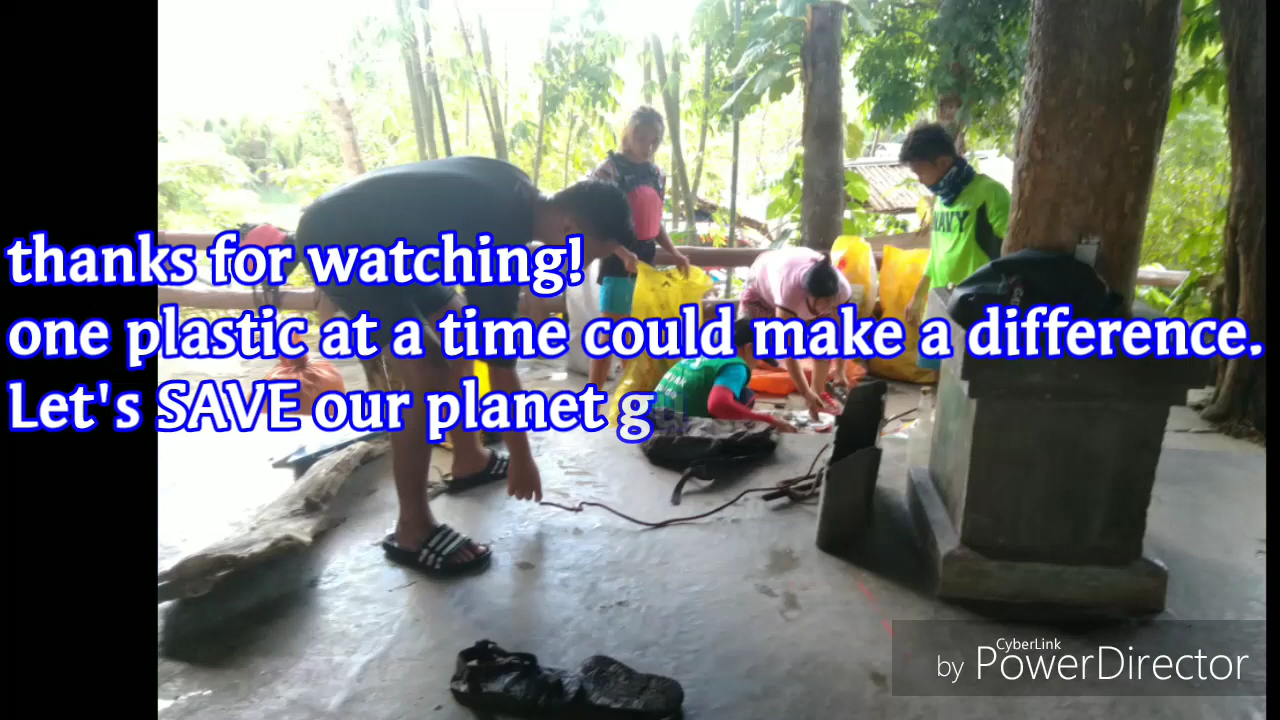 thanks for watching!
one plastic at a time could make a difference.
Let's SAVE our planet g
NAVY
CyberLink
by PowerDirector